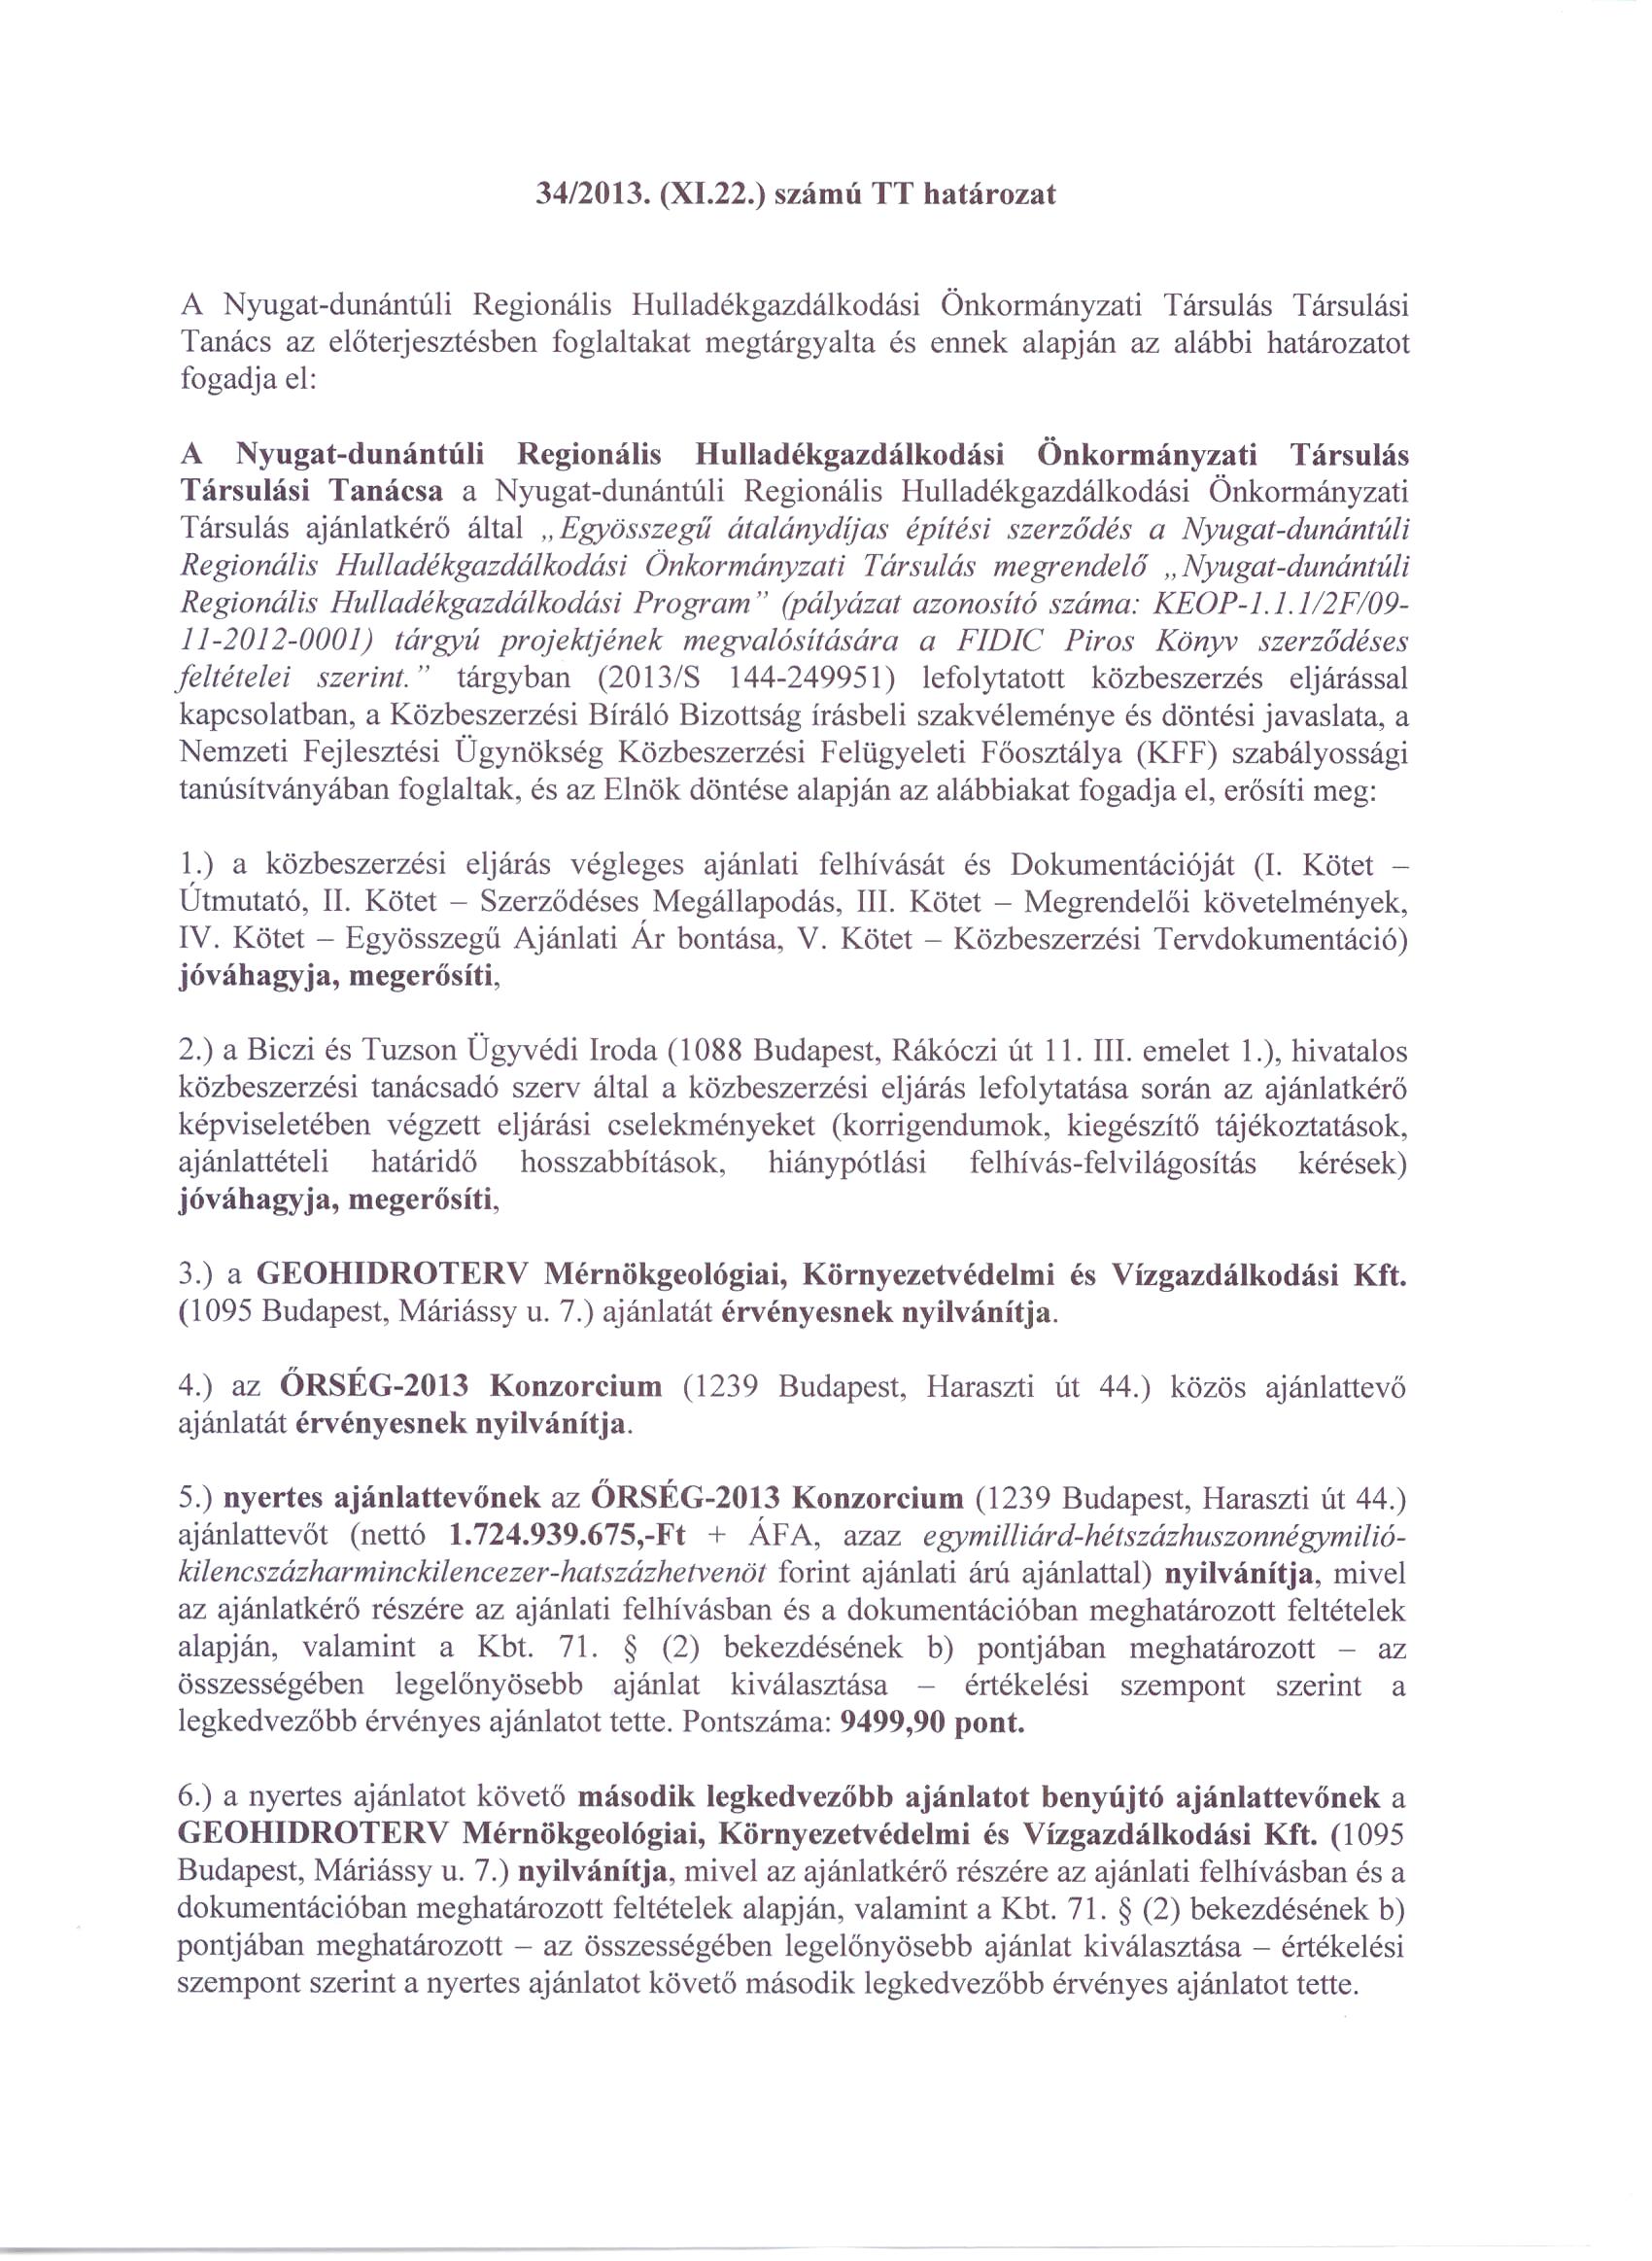 34/2013. (XI.22.) számú TT határozat
A Nyugat-dunántúli Regionális Hulladékgazdálkodási Önkormányzati Társulás Társulási
Tanács az előterjesztésben foglaltakat megtárgyalta és ennek alapján az alábbi határozatot
fogadja el:
A Nyugat-dunántúli Regionális Hulladékgazdálkodási Önkormányzati Társulás
Társulási Tanácsa a Nyugat-dunántúli Regionális Hulladékgazdálkodási Önkormányzati
Társulás ajánlatkérő által „Egyösszegű átalánydíjas építési szerződés a Nyugat-dunántúli
Regionális Hulladékgazdálkodási Önkormányzati Társulás megrendelő „Nyugat-dunántúli
Regionális Hulladékgazdálkodási Program” (pályázat azonosító száma: KEOP-1.1.1/2F/09-
11-2012-0001) tárgyú projektjének megvalósítására a FIDIC Piros Könyv szerződéses
feltételei szerint.” tárgyban (2013/S 144-249951) lefolytatott közbeszerzés eljárással
kapcsolatban, a Közbeszerzési Bíráló Bizottság írásbeli szakvéleménye és döntési javaslata, a
Nemzeti Fejlesztési Ügynökség Közbeszerzési Felügyeleti Főosztálya (KFF) szabályossági
tanúsítványában foglaltak, és az Elnök döntése alapján az alábbiakat fogadja el, erősíti meg:
1.) a közbeszerzési eljárás végleges ajánlati felhívását és Dokumentációját (I. Kötet –
Útmutató, II. Kötet – Szerződéses Megállapodás, III. Kötet – Megrendelői követelmények,
IV. Kötet – Egyösszegű Ajánlati Ár bontása, V. Kötet – Közbeszerzési Tervdokumentáció)
jóváhagyja, megerősíti,
2.) a Biczi és Tuzson Ügyvédi Iroda (1088 Budapest, Rákóczi út 11. III. emelet 1.), hivatalos
közbeszerzési tanácsadó szerv által a közbeszerzési eljárás lefolytatása során az ajánlatkérő
képviseletében végzett eljárási cselekményeket (korrigendumok, kiegészítő tájékoztatások,
ajánlattételi határidő hosszabbítások, hiánypótlási felhívás-felvilágosítás kérések)
jóváhagyja, megerősíti,
3.) a GEOHIDROTERV Mérnökgeológiai, Környezetvédelmi és Vízgazdálkodási Kft.
(1095 Budapest, Máriássy u. 7.) ajánlatát érvényesnek nyilvánítja.
4.) az ŐRSÉG-2013 Konzorcium (1239 Budapest, Haraszti út 44.) közös ajánlattevő
ajánlatát érvényesnek nyilvánítja.
5.) nyertes ajánlattevőnek az ŐRSÉG-2013 Konzorcium (1239 Budapest, Haraszti út 44.)
ajánlattevőt (nettó 1.724.939.675,-Ft + ÁFA, azaz egymilliárd-hétszázhuszonnégymilió-
kilencszázharminckilencezer-hatszázhetvenöt forint ajánlati árú ajánlattal) nyilvánítja, mivel
az ajánlatkérő részére az ajánlati felhívásban és a dokumentációban meghatározott feltételek
alapján, valamint a Kbt. 71. § (2) bekezdésének b) pontjában meghatározott – az
összességében legelőnyösebb ajánlat kiválasztása – értékelési szempont szerint a
legkedvezőbb érvényes ajánlatot tette. Pontszáma: 9499,90 pont.
6.) a nyertes ajánlatot követő második legkedvezőbb ajánlatot benyújtó ajánlattevőnek a
GEOHIDROTERV Mérnökgeológiai, Környezetvédelmi és Vízgazdálkodási Kft. (1095
Budapest, Máriássy u. 7.) nyilvánítja, mivel az ajánlatkérő részére az ajánlati felhívásban és a
dokumentációban meghatározott feltételek alapján, valamint a Kbt. 71. § (2) bekezdésének b)
pontjában meghatározott – az összességében legelőnyösebb ajánlat kiválasztása – értékelési
szempont szerint a nyertes ajánlatot követő második legkedvezőbb érvényes ajánlatot tette.